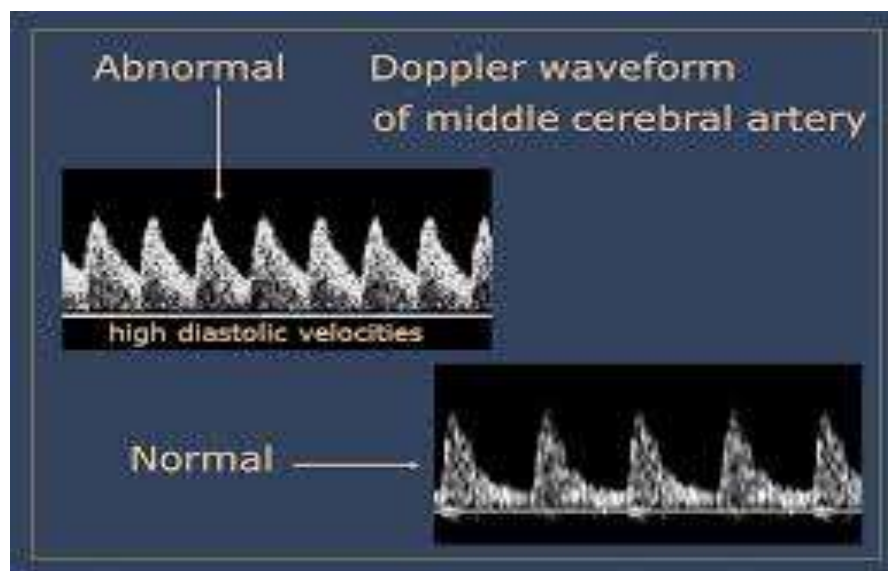 Abnormal
Doppler waveform
of middle cerebral artery
high diastolic velocities
Normal